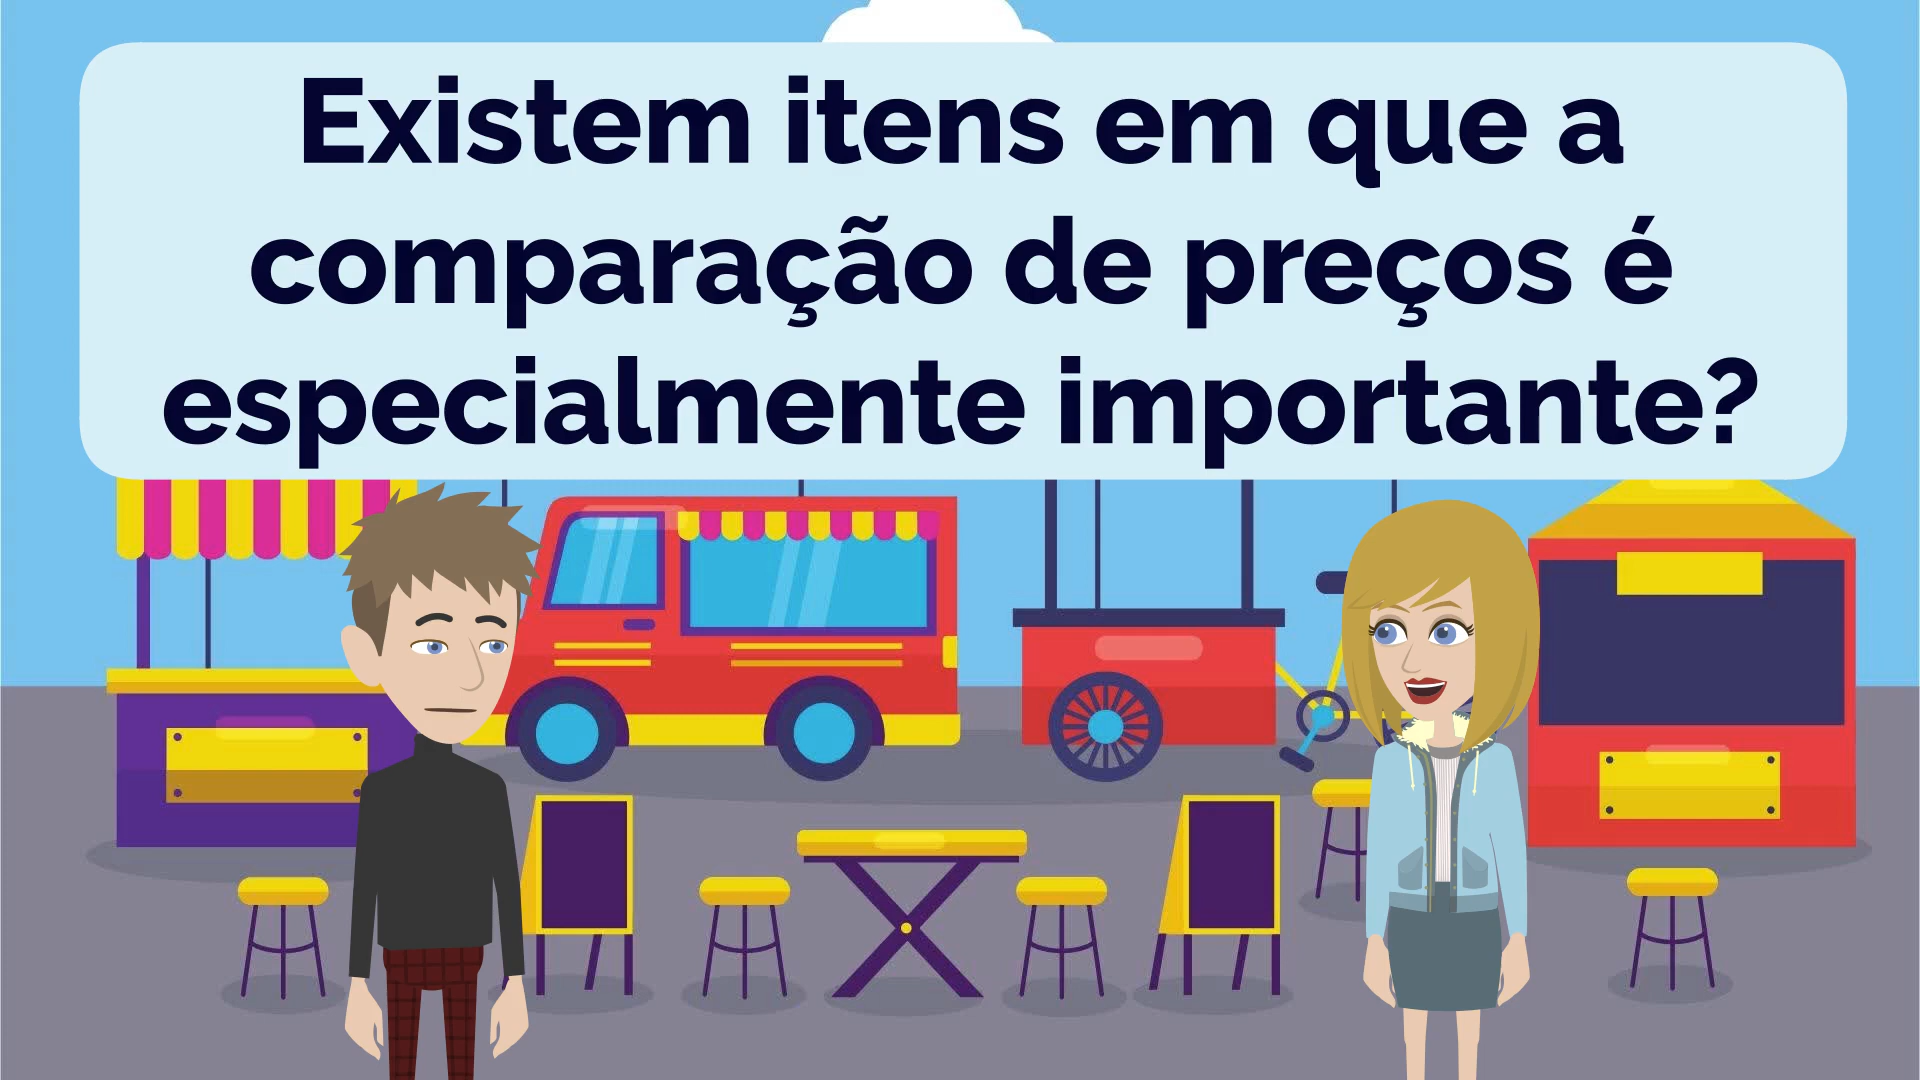 Existem itens em que a
comparação de preços é
especialmente importante?